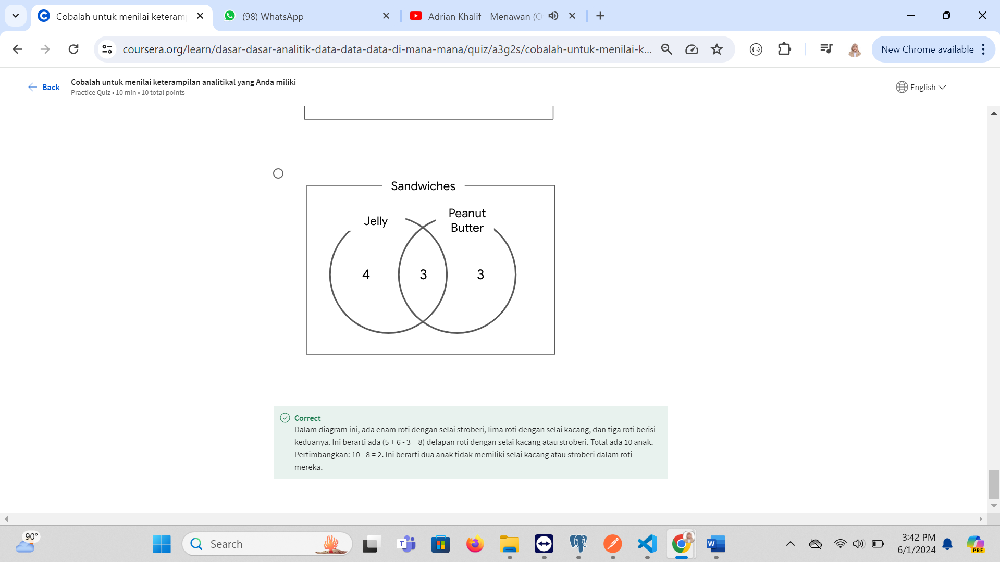 Cobalah untuk menilai keteram
(98) WhatsApp
Adrian Khalif - Menawan (O
coursera.org/learn/dasar-dasar-analitik-data-data-data-di-mana-mana/quiz/a3g2s/cobalah-untuk-menilai-k...
New Chrome available
Back
Cobalah untuk menilai keterampilan analitikal yang Anda miliki
Practice Quiz • 10 min • 10 total points
English
Sandwiches
Jelly
Peanut
Butter
4 3 3
Correct
Dalam diagram ini, ada enam roti dengan selai stroberi, lima roti dengan selai kacang, dan tiga roti berisi
keduanya. Ini berarti ada (5 + 6 - 3 = 8) delapan roti dengan selai kacang atau stroberi. Total ada 10 anak.
Pertimbangkan: 10 - 8 = 2. Ini berarti dua anak tidak memiliki selai kacang atau stroberi dalam roti
mereka.
90°
Search
3:42 PM
6/1/2024
PRE